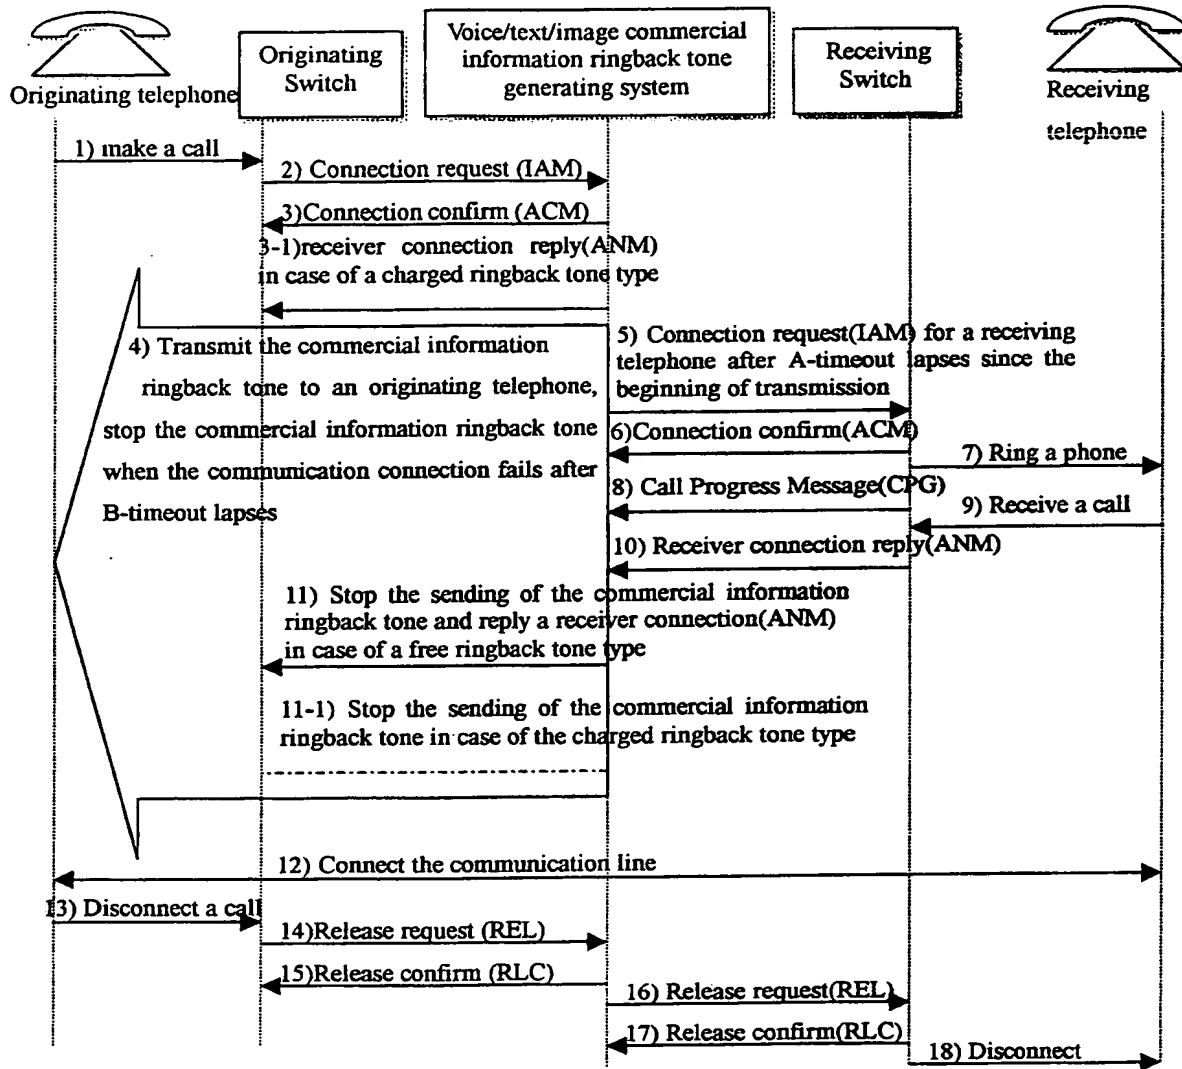 Originating telephone
Originating
Switch
Voice/text/image commercial
information ringback tone
generating system
Receiving
Switch
Receiving
telephone
1) make a call
2) Connection request (IAM)
3)Connection confirm (ACM)
3-1)receiver connection reply(ANM)
in case of a charged ringback tone type
4) Transmit the commercial information
ringback tone to an originating telephone,
stop the commercial information ringback tone
when the communication connection fails after
B-timeout lapses
5) Connection request(IAM) for a receiving
telephone after A-timeout lapses since the
beginning of transmission
6)Connection confirm(ACM)
7) Ring a phone
8) Call Progress Message(CPG)
9) Receive a call
10) Receiver connection reply(ANM)
11) Stop the sending of the commercial information
ringback tone and reply a receiver connection(ANM)
in case of a free ringback tone type
11-1) Stop the sending of the commercial information
ringback tone in case of the charged ringback tone type
12) Connect the communication line
13) Disconnect a call
14)Release request (REL)
15)Release confirm (RLC)
16) Release request(REL)
17) Release confirm(RLC)
18) Disconnect